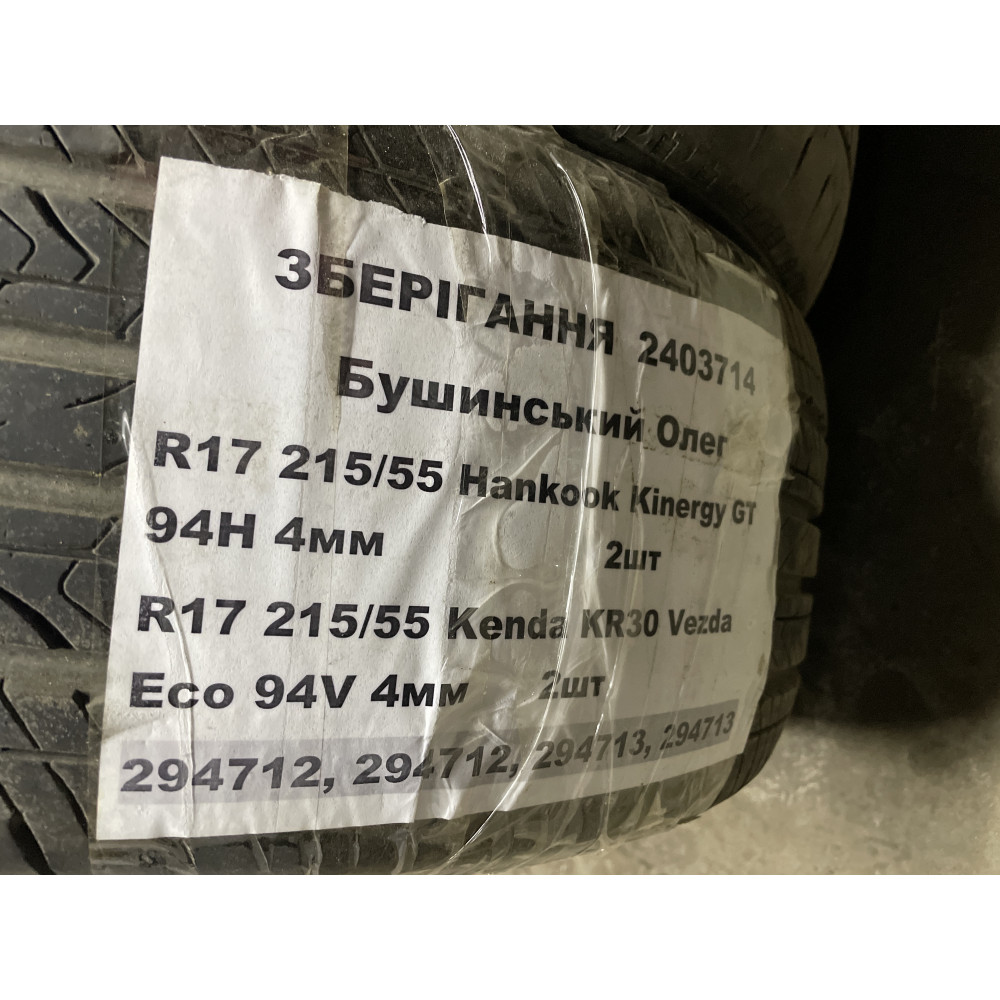 ЗБЕРІГАННЯ 2403714
Бушинський Олег
R17 215/55 Hankook Kinergy GT
94H 4мм 2шт
R17 215/55 Kenda KR30 Vezda
Eco 94V 4мм 2шт
294712, 294712, 294713, 294713